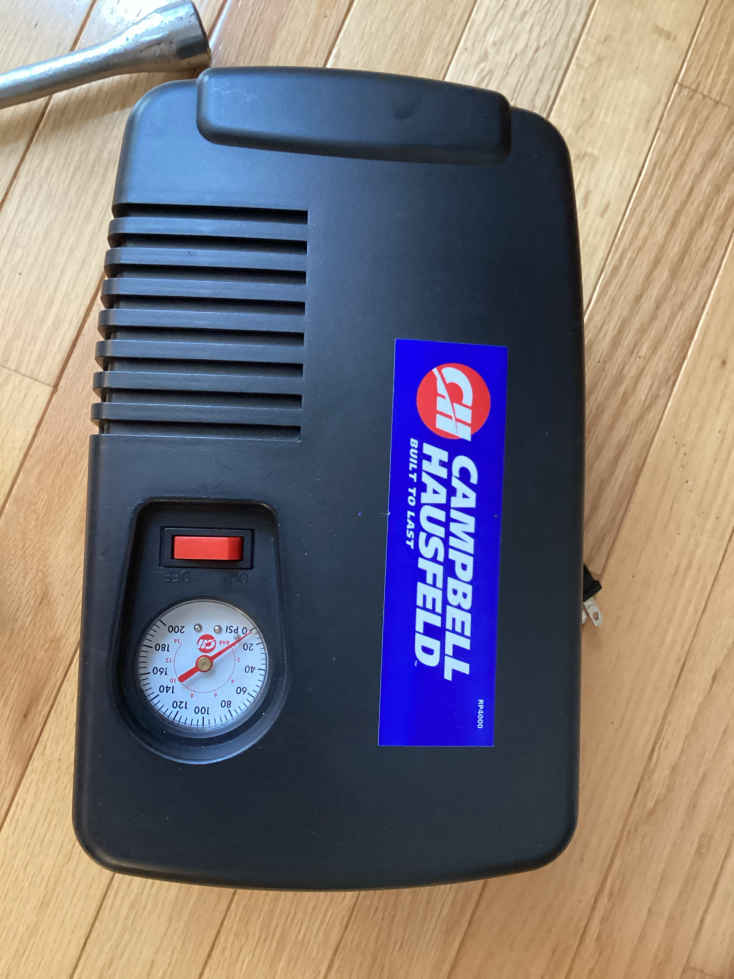 CH
CAMPBELL
HAUSFELD
BUILT TO LAST
RP4000
OFF
0 PSI
20
40
60
80
100
120
140
160
180
200
CH